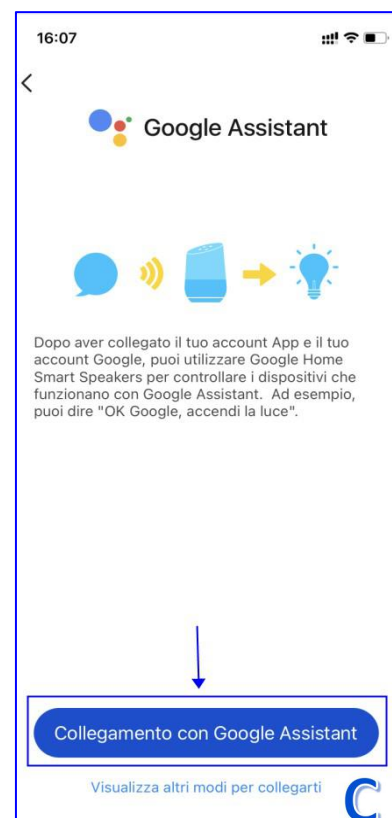 16:07
Google Assistant
Dopo aver collegato il tuo account App e il tuo
account Google, puoi utilizzare Google Home
Smart Speakers per controllare i dispositivi che
funzionano con Google Assistant. Ad esempio,
puoi dire "OK Google, accendi la luce".
Collegamento con Google Assistant
Visualizza altri modi per collegarti
C